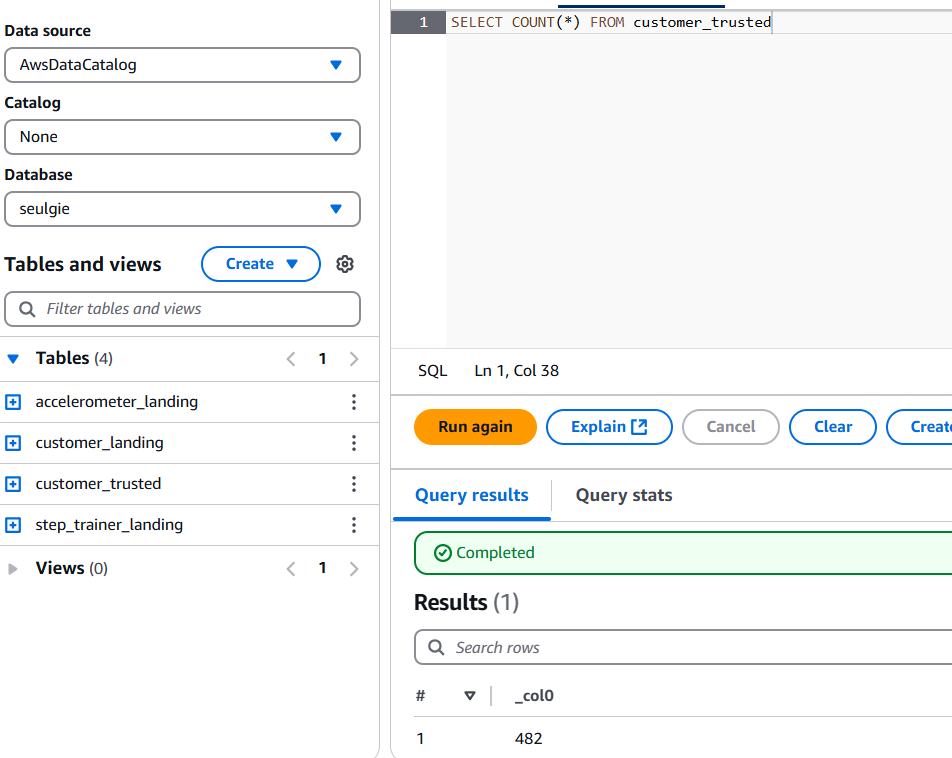 Data source
AwsDataCatalog
Catalog
None
Database
seulgie
Tables and views
Create
Filter tables and views
Tables (4)
1
accelerometer_landing
customer_landing
customer_trusted
step_trainer_landing
Views (0)
1
1
SELECT COUNT(*) FROM customer_trusted
SQL
Ln 1, Col 38
Run again
Explain
Cancel
Clear
Create
Query results
Query stats
Completed
Results (1)
Search rows
# _col0
1 482